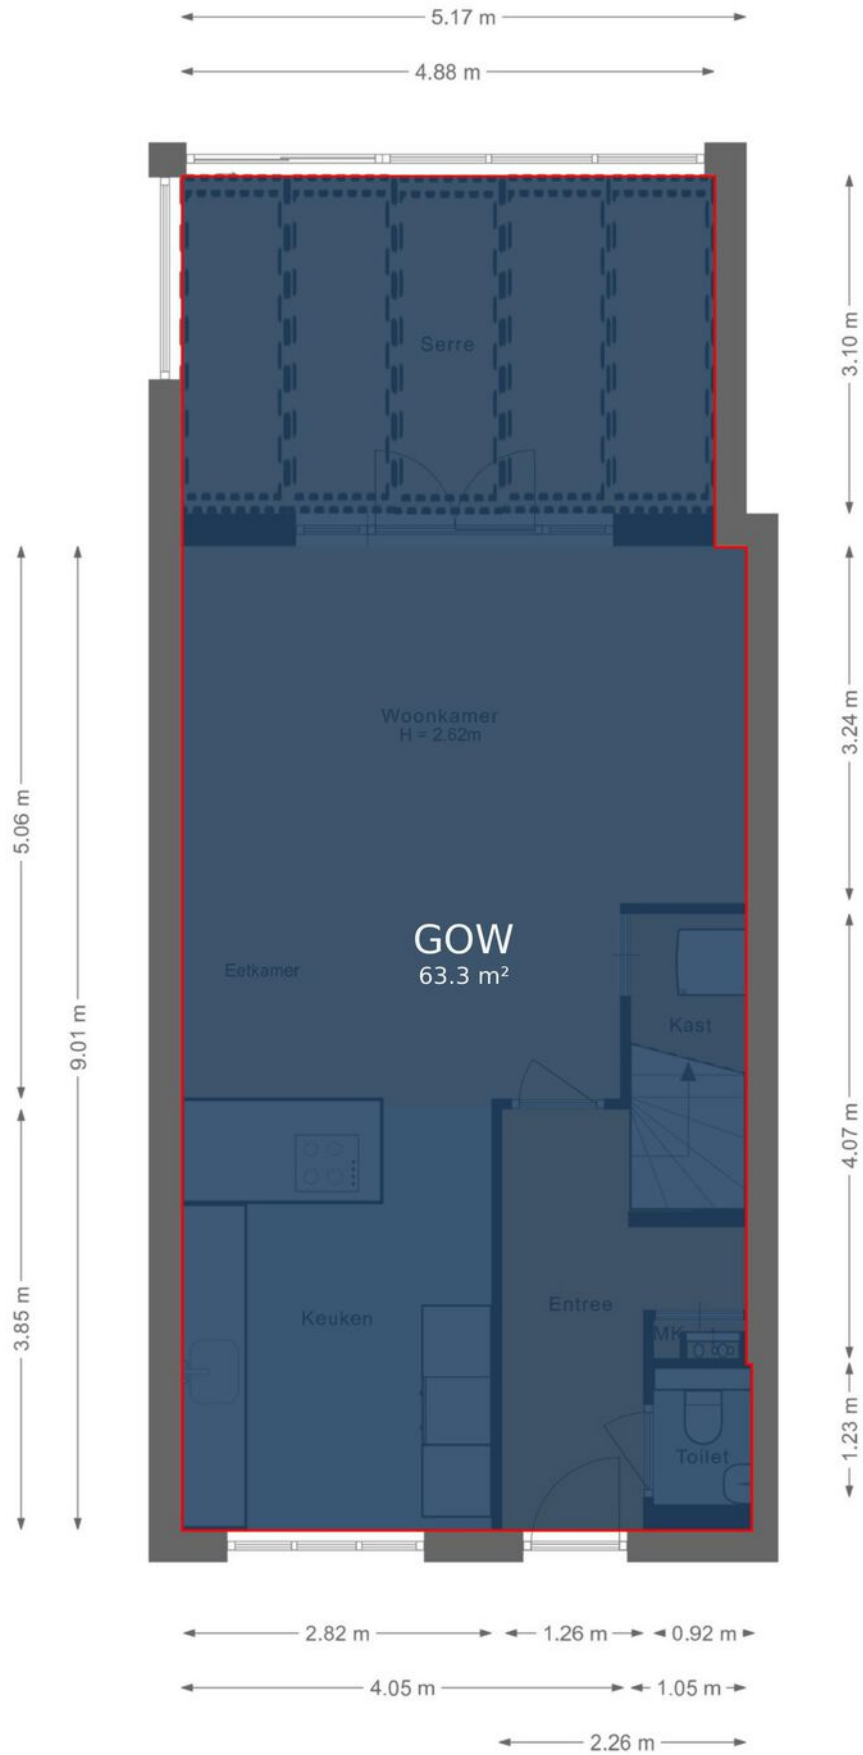 5.17 m
4.88 m
3.10 m
Serre
3.24 m
Woonkamer
H = 2.62m
5.06 m
GOW
63.3 m²
Eetkamer
Kast
9.01 m
4.07 m
3.85 m
Keuken
Entree
MK
1.23 m
Toilet
2.82 m
1.26 m
0.92 m
4.05 m
1.05 m
2.26 m